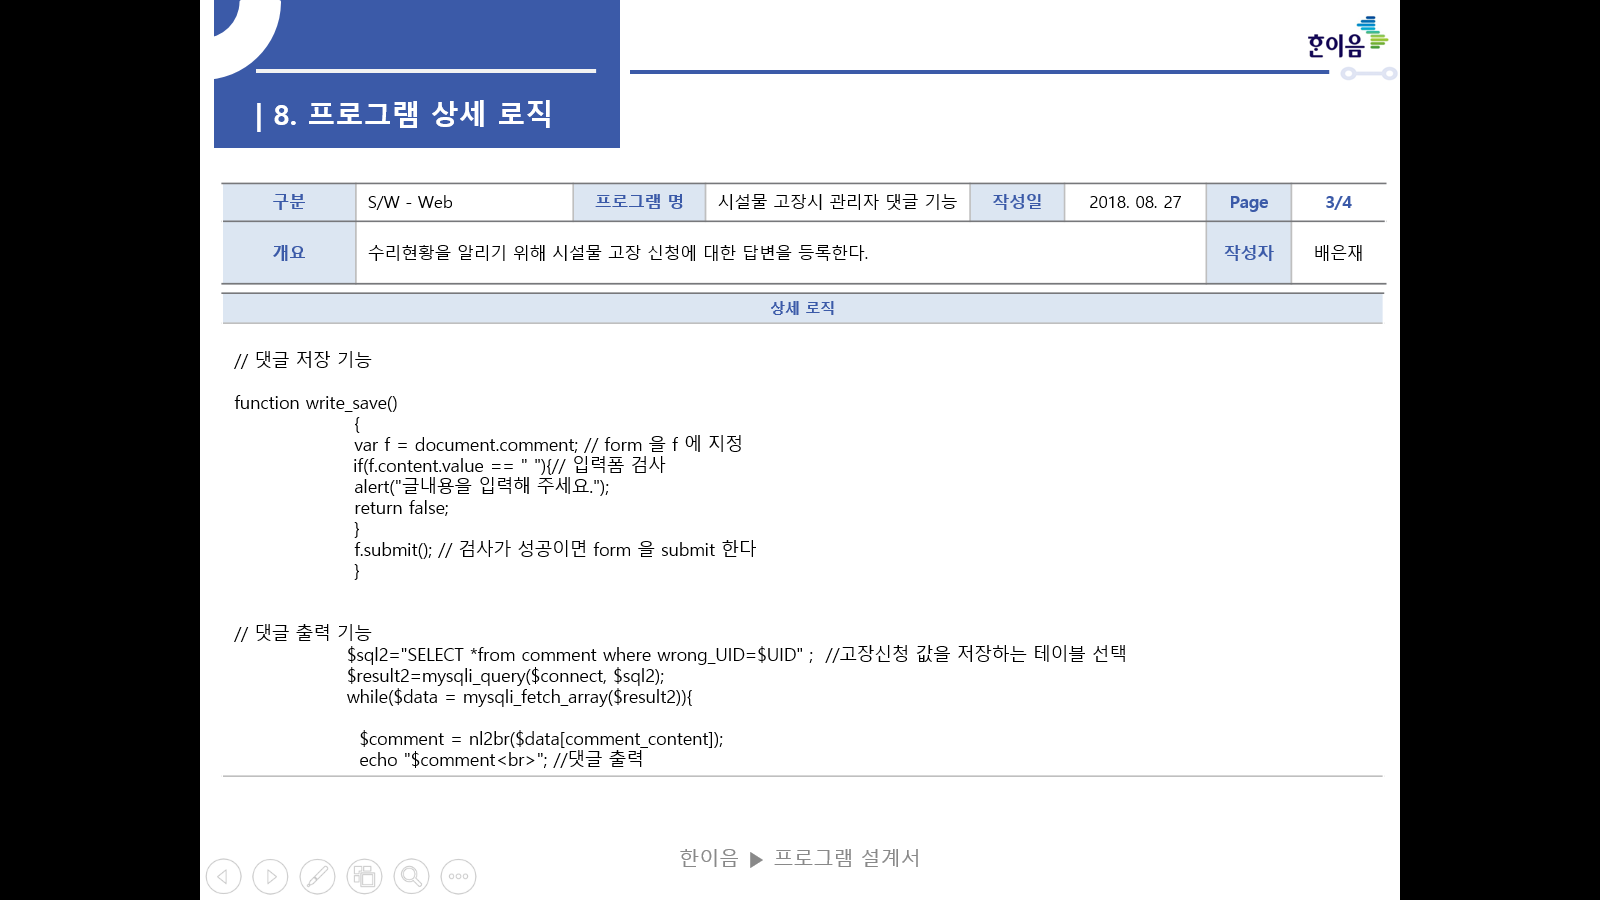 한이음
| 8. 프로그램 상세 로직
구분 S/W - Web 프로그램 명 시설물 고장시 관리자 댓글 기능 작성일 2018. 08. 27 Page 3/4
개요 수리현황을 알리기 위해 시설물 고장 신청에 대한 답변을 등록한다. 작성자 배은재
상세 로직
// 댓글 저장 기능
function write_save()
{
var f = document.comment; // form 을 f 에 지정
if(f.content.value == " "){// 입력폼 검사
alert("글내용을 입력해 주세요.");
return false;
}
f.submit(); // 검사가 성공이면 form 을 submit 한다
}
// 댓글 출력 기능
$sql2="SELECT *from comment where wrong_UID=$UID" ; //고장신청 값을 저장하는 테이블 선택
$result2=mysqli_query($connect, $sql2);
while($data = mysqli_fetch_array($result2)){
$comment = nl2br($data[comment_content]);
echo "$comment<br>"; //댓글 출력
한이음 ▶ 프로그램 설계서